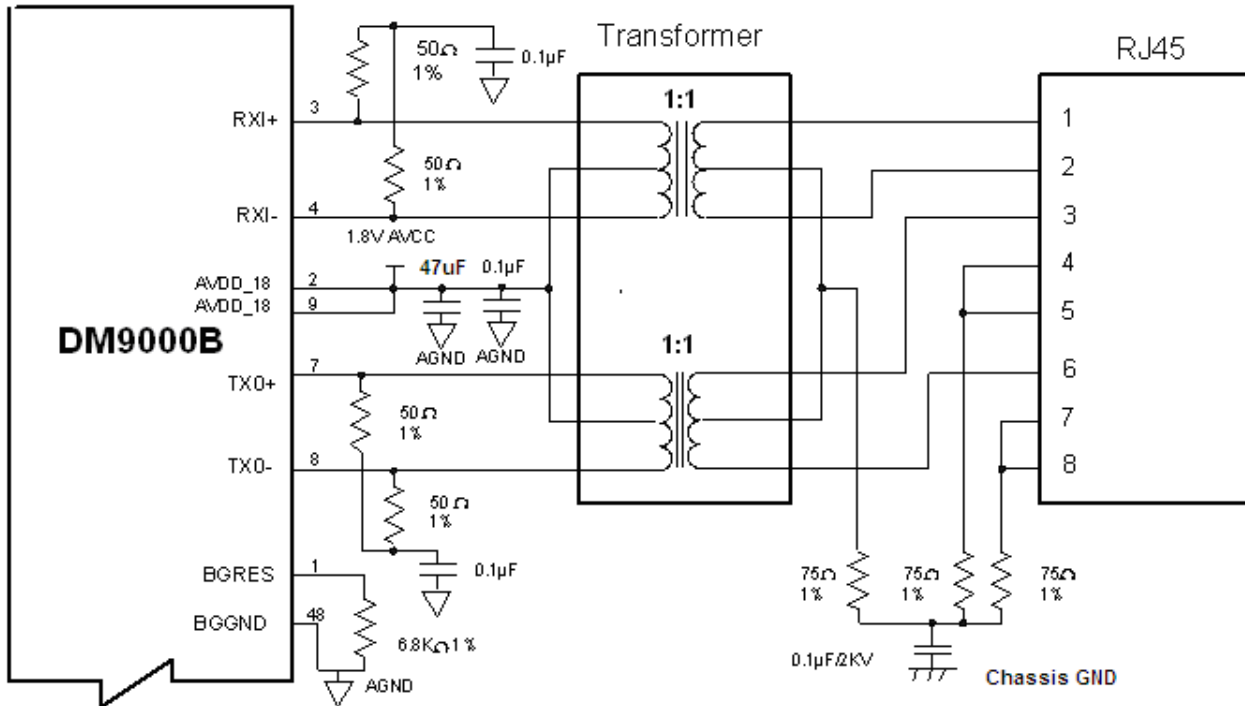 Transformer
RJ45
50Ω
1%
0.1µF
1:1
3
RXI+
1
50Ω
1%
2
4
RXI-
3
1.8V AVCC
4
AVDD_18
2
47uF
0.1µF
AVDD_18
9
5
DM9000B
AGND
AGND
1:1
7
TX0+
6
50Ω
1%
7
8
TX0-
8
50Ω
1%
BGRES
1
0.1µF
75Ω
1%
75Ω
1%
75Ω
1%
BGGND
48
6.8KΩ 1%
0.1µF/2KV
AGND
Chassis GND